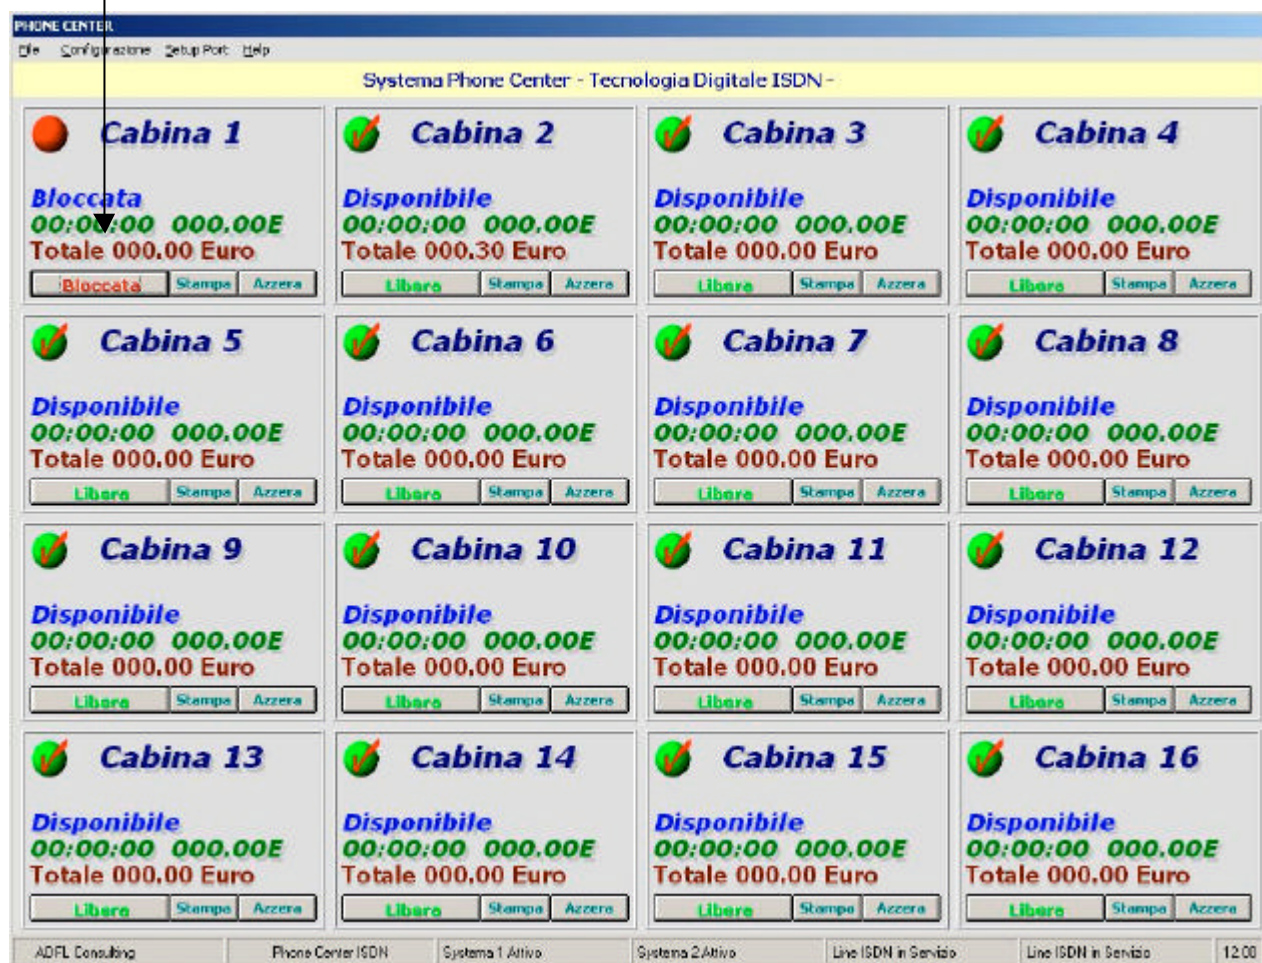 PHONE CENTER
File Configurazione Setup Port Help
Systema Phone Center - Tecnologia Digitale ISDN -
Cabina 1 Cabina 2 Cabina 3 Cabina 4
Bloccata Disponibile Disponibile Disponibile
00:00:00 000.00E 00:00:00 000.00E 00:00:00 000.00E 00:00:00 000.00E
Totale 000.00 Euro Totale 000.30 Euro Totale 000.00 Euro Totale 000.00 Euro
Bloccata Stampa Azzera Libera Stampa Azzera Libera Stampa Azzera Libera Stampa Azzera
Cabina 5 Cabina 6 Cabina 7 Cabina 8
Disponibile Disponibile Disponibile Disponibile
00:00:00 000.00E 00:00:00 000.00E 00:00:00 000.00E 00:00:00 000.00E
Totale 000.00 Euro Totale 000.00 Euro Totale 000.00 Euro Totale 000.00 Euro
Libera Stampa Azzera Libera Stampa Azzera Libera Stampa Azzera Libera Stampa Azzera
Cabina 9 Cabina 10 Cabina 11 Cabina 12
Disponibile Disponibile Disponibile Disponibile
00:00:00 000.00E 00:00:00 000.00E 00:00:00 000.00E 00:00:00 000.00E
Totale 000.00 Euro Totale 000.00 Euro Totale 000.00 Euro Totale 000.00 Euro
Libera Stampa Azzera Libera Stampa Azzera Libera Stampa Azzera Libera Stampa Azzera
Cabina 13 Cabina 14 Cabina 15 Cabina 16
Disponibile Disponibile Disponibile Disponibile
00:00:00 000.00E 00:00:00 000.00E 00:00:00 000.00E 00:00:00 000.00E
Totale 000.00 Euro Totale 000.00 Euro Totale 000.00 Euro Totale 000.00 Euro
Libera Stampa Azzera Libera Stampa Azzera Libera Stampa Azzera Libera Stampa Azzera
ADFL Consulting Phone Center ISDN Systema 1 Attivo Systema 2 Attivo Line ISDN in Servizio Line ISDN in Servizio 12.00